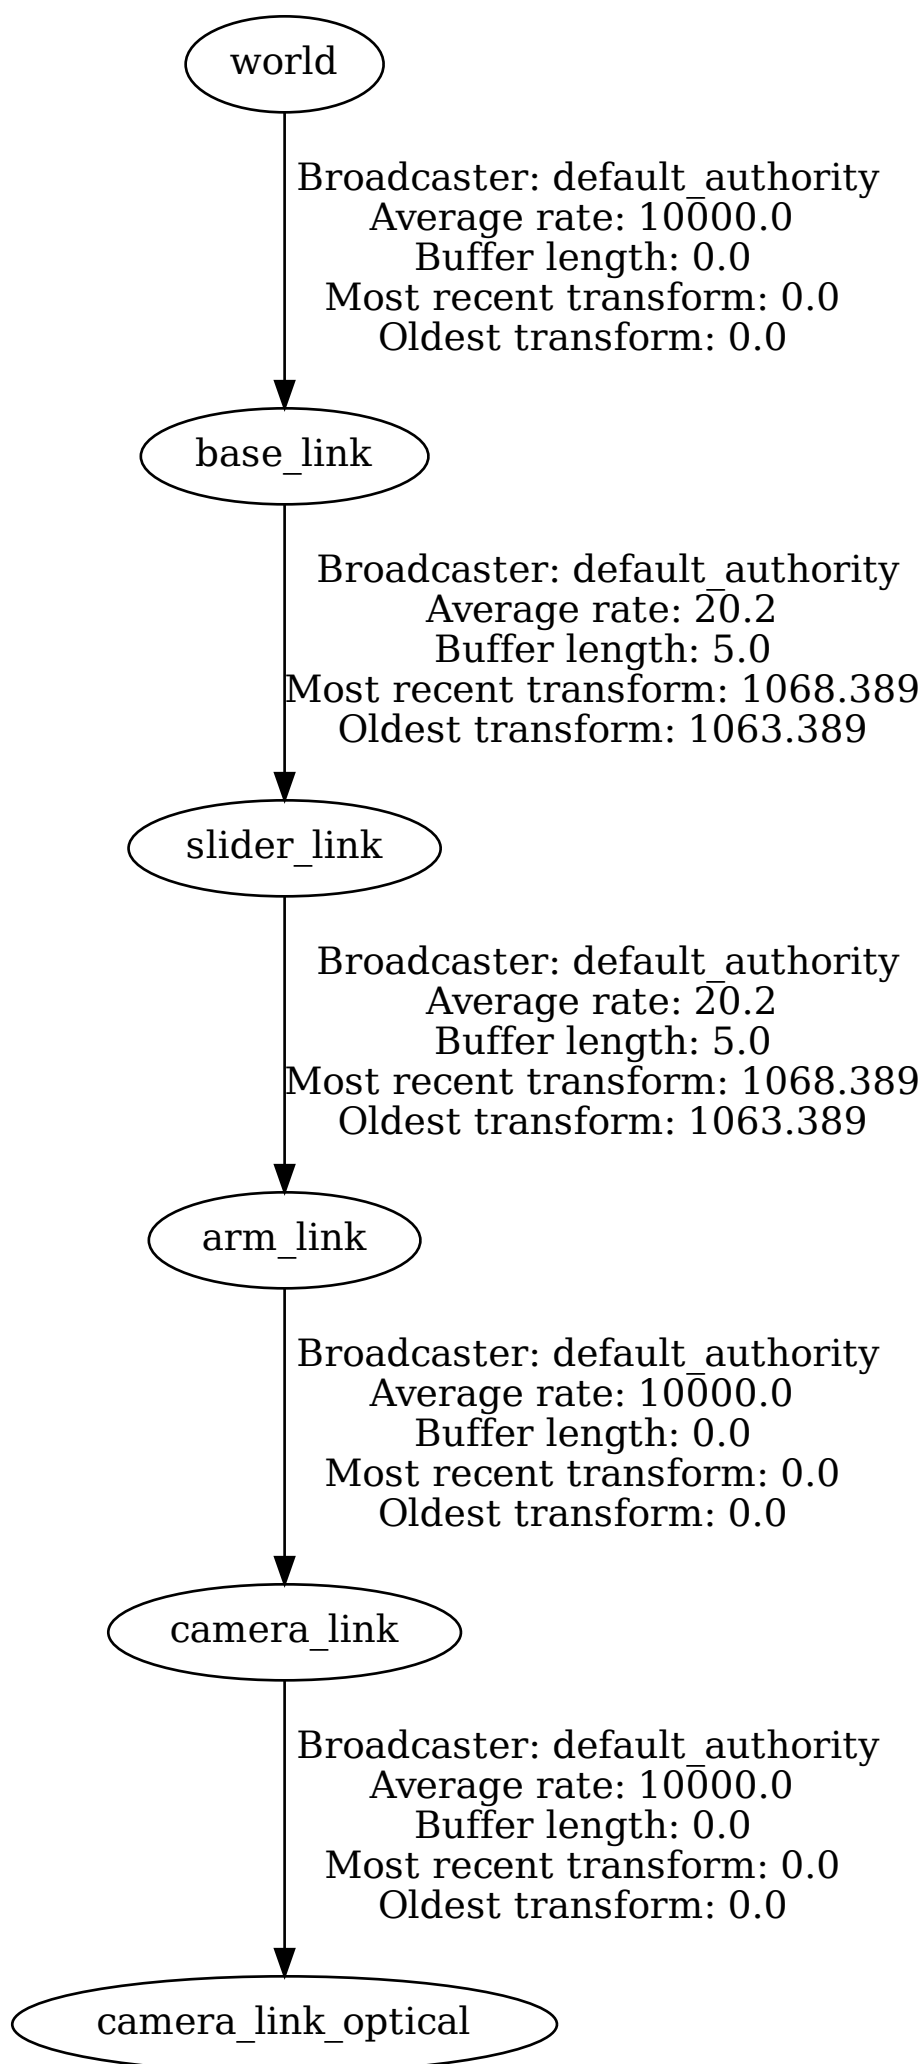 world
Broadcaster: default_authority
Average rate: 10000.0
Buffer length: 0.0
Most recent transform: 0.0
Oldest transform: 0.0
base_link
Broadcaster: default_authority
Average rate: 20.2
Buffer length: 5.0
Most recent transform: 1068.389
Oldest transform: 1063.389
slider_link
Broadcaster: default_authority
Average rate: 20.2
Buffer length: 5.0
Most recent transform: 1068.389
Oldest transform: 1063.389
arm_link
Broadcaster: default_authority
Average rate: 10000.0
Buffer length: 0.0
Most recent transform: 0.0
Oldest transform: 0.0
camera_link
Broadcaster: default_authority
Average rate: 10000.0
Buffer length: 0.0
Most recent transform: 0.0
Oldest transform: 0.0
camera_link_optical